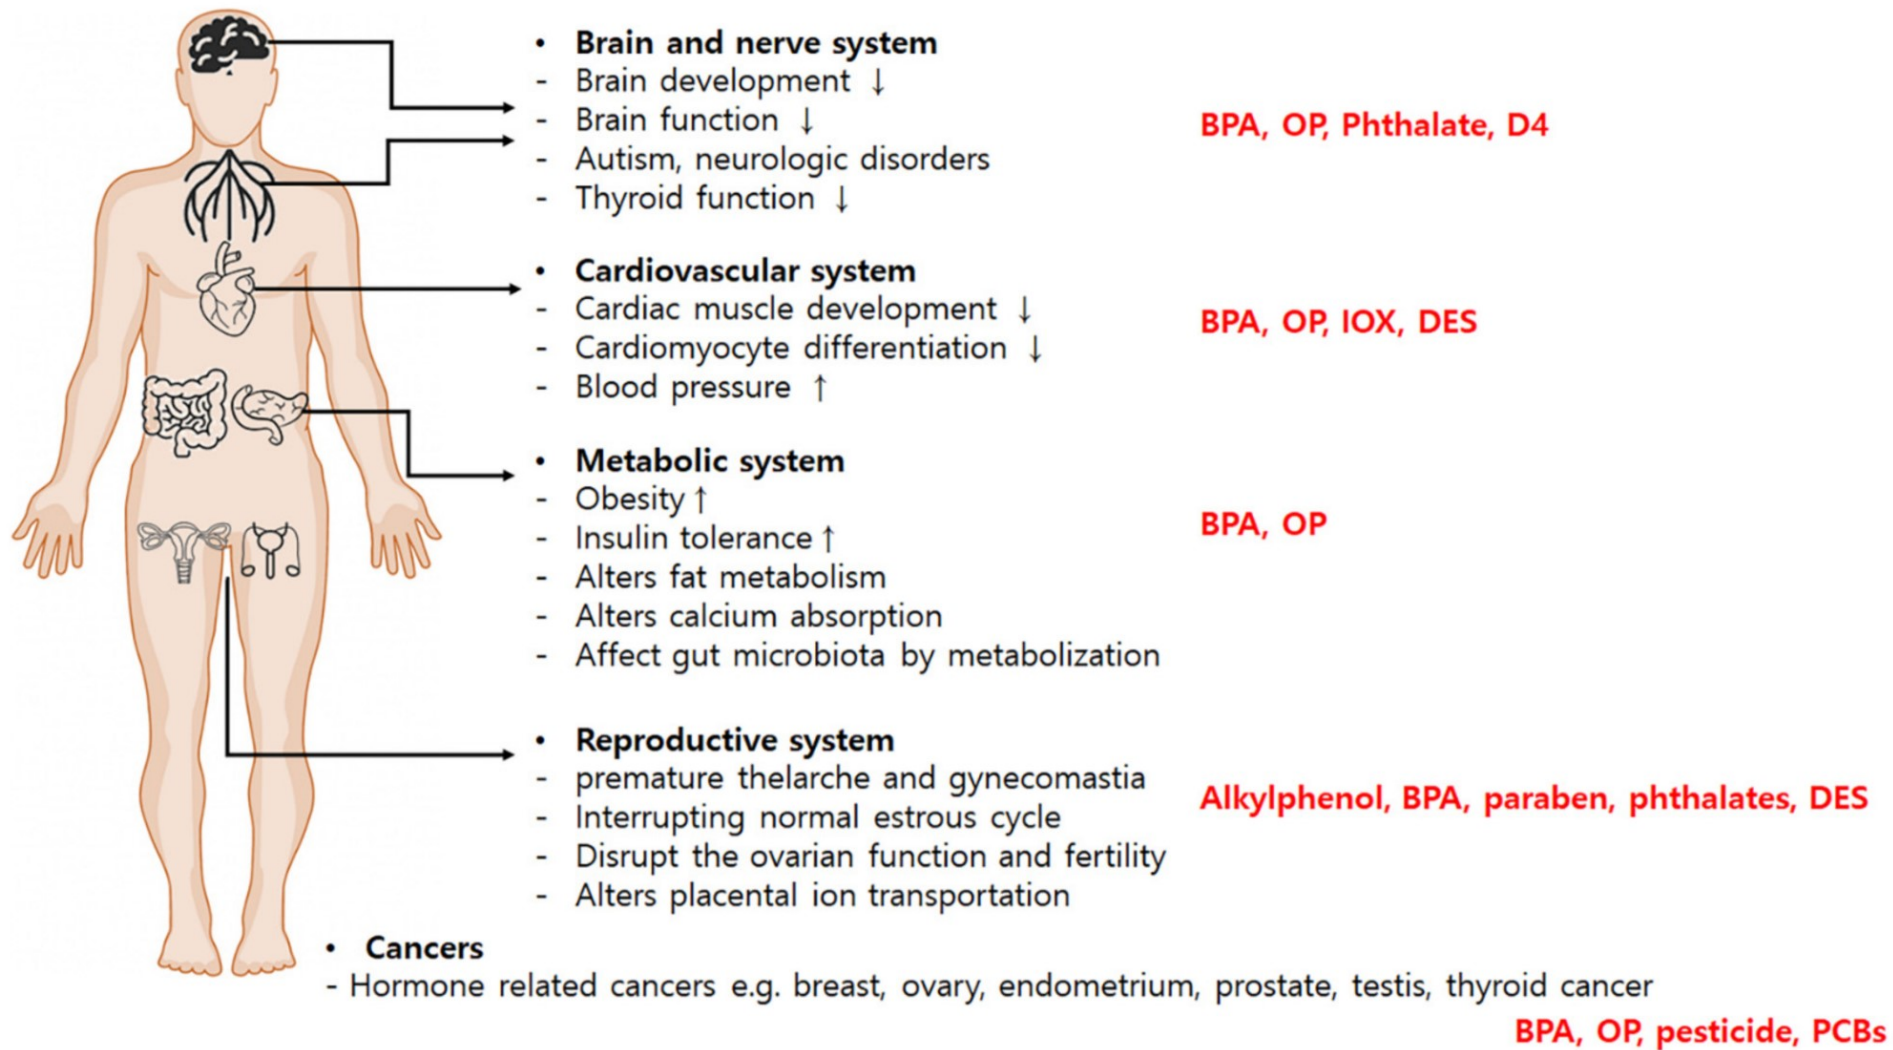 • Brain and nerve system
- Brain development ↓
- Brain function ↓
- Autism, neurologic disorders
- Thyroid function ↓
BPA, OP, Phthalate, D4
• Cardiovascular system
- Cardiac muscle development ↓
- Cardiomyocyte differentiation ↓
- Blood pressure ↑
BPA, OP, IOX, DES
• Metabolic system
- Obesity ↑
- Insulin tolerance ↑
- Alters fat metabolism
- Alters calcium absorption
- Affect gut microbiota by metabolization
BPA, OP
• Reproductive system
- premature thelarche and gynecomastia
- Interrupting normal estrous cycle
- Disrupt the ovarian function and fertility
- Alters placental ion transportation
Alkylphenol, BPA, paraben, phthalates, DES
• Cancers
- Hormone related cancers e.g. breast, ovary, endometrium, prostate, testis, thyroid cancer
BPA, OP, pesticide, PCBs